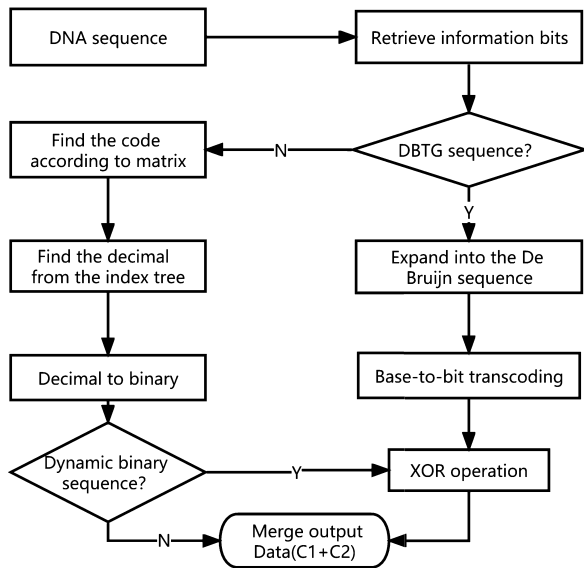 DNA sequence
Retrieve information bits
Find the code
according to matrix
N
DBTG sequence?
Y
Find the decimal
from the index tree
Expand into the De
Bruijn sequence
Decimal to binary
Base-to-bit transcoding
Dynamic binary
sequence?
Y
XOR operation
N
Merge output
Data(C1+C2)